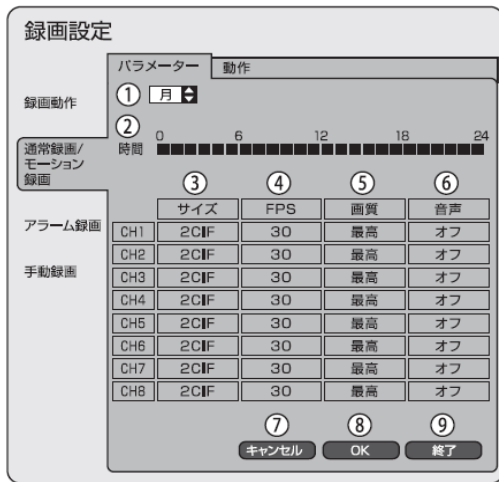 録画設定
パラメーター 動作
録画動作
① 月
②
0 6 12 18 24
時間
通常録画/
モーション
録画
③ ④ ⑤ ⑥
サイズ FPS 画質 音声
アラーム録画
CH1 2CIF 30 最高 オフ
CH2 2CIF 30 最高 オフ
手動録画
CH3 2CIF 30 最高 オフ
CH4 2CIF 30 最高 オフ
CH5 2CIF 30 最高 オフ
CH6 2CIF 30 最高 オフ
CH7 2CIF 30 最高 オフ
CH8 2CIF 30 最高 オフ
⑦ ⑧ ⑨
キャンセル OK 終了